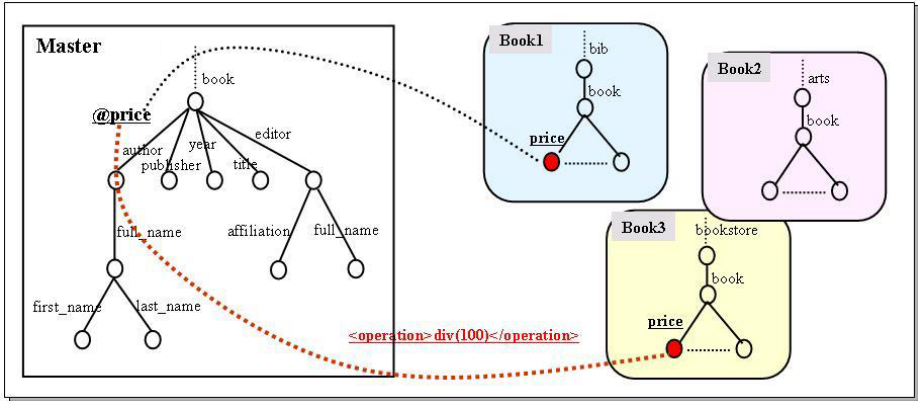 Master
book
@price
author
publisher
year
title
editor
full_name
affiliation
full_name
first_name
last_name
<operation>div(100)</operation>
Book1
bib
book
price
Book2
arts
book
Book3
bookstore
book
price